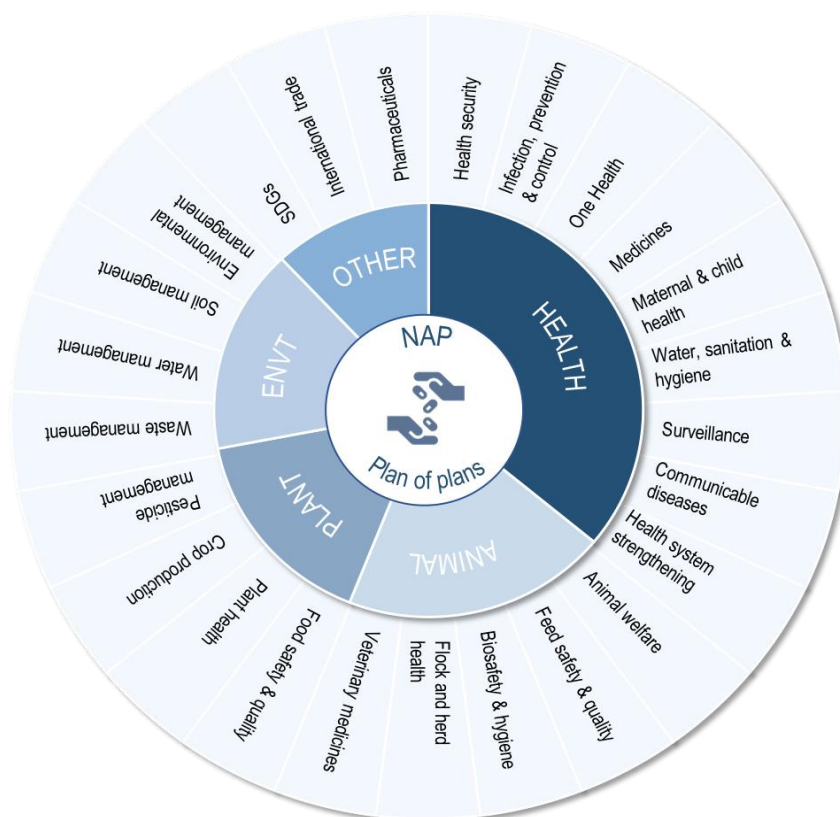 NAP
Plan of plans
HEALTH
Health security
Infection, prevention
& control
One Health
Medicines
Maternal & child
health
Water, sanitation &
hygiene
Surveillance
Communicable
diseases
Health system
strengthening
ANIMAL
Animal welfare
Feed safety & quality
Biosafety & hygiene
Flock and herd
health
Veterinary medicines
PLANT
Food safety & quality
Plant health
Crop production
Pesticide
management
ENVT
Waste management
Water management
Soil management
Environmental
management
OTHER
SDGs
International trade
Pharmaceuticals